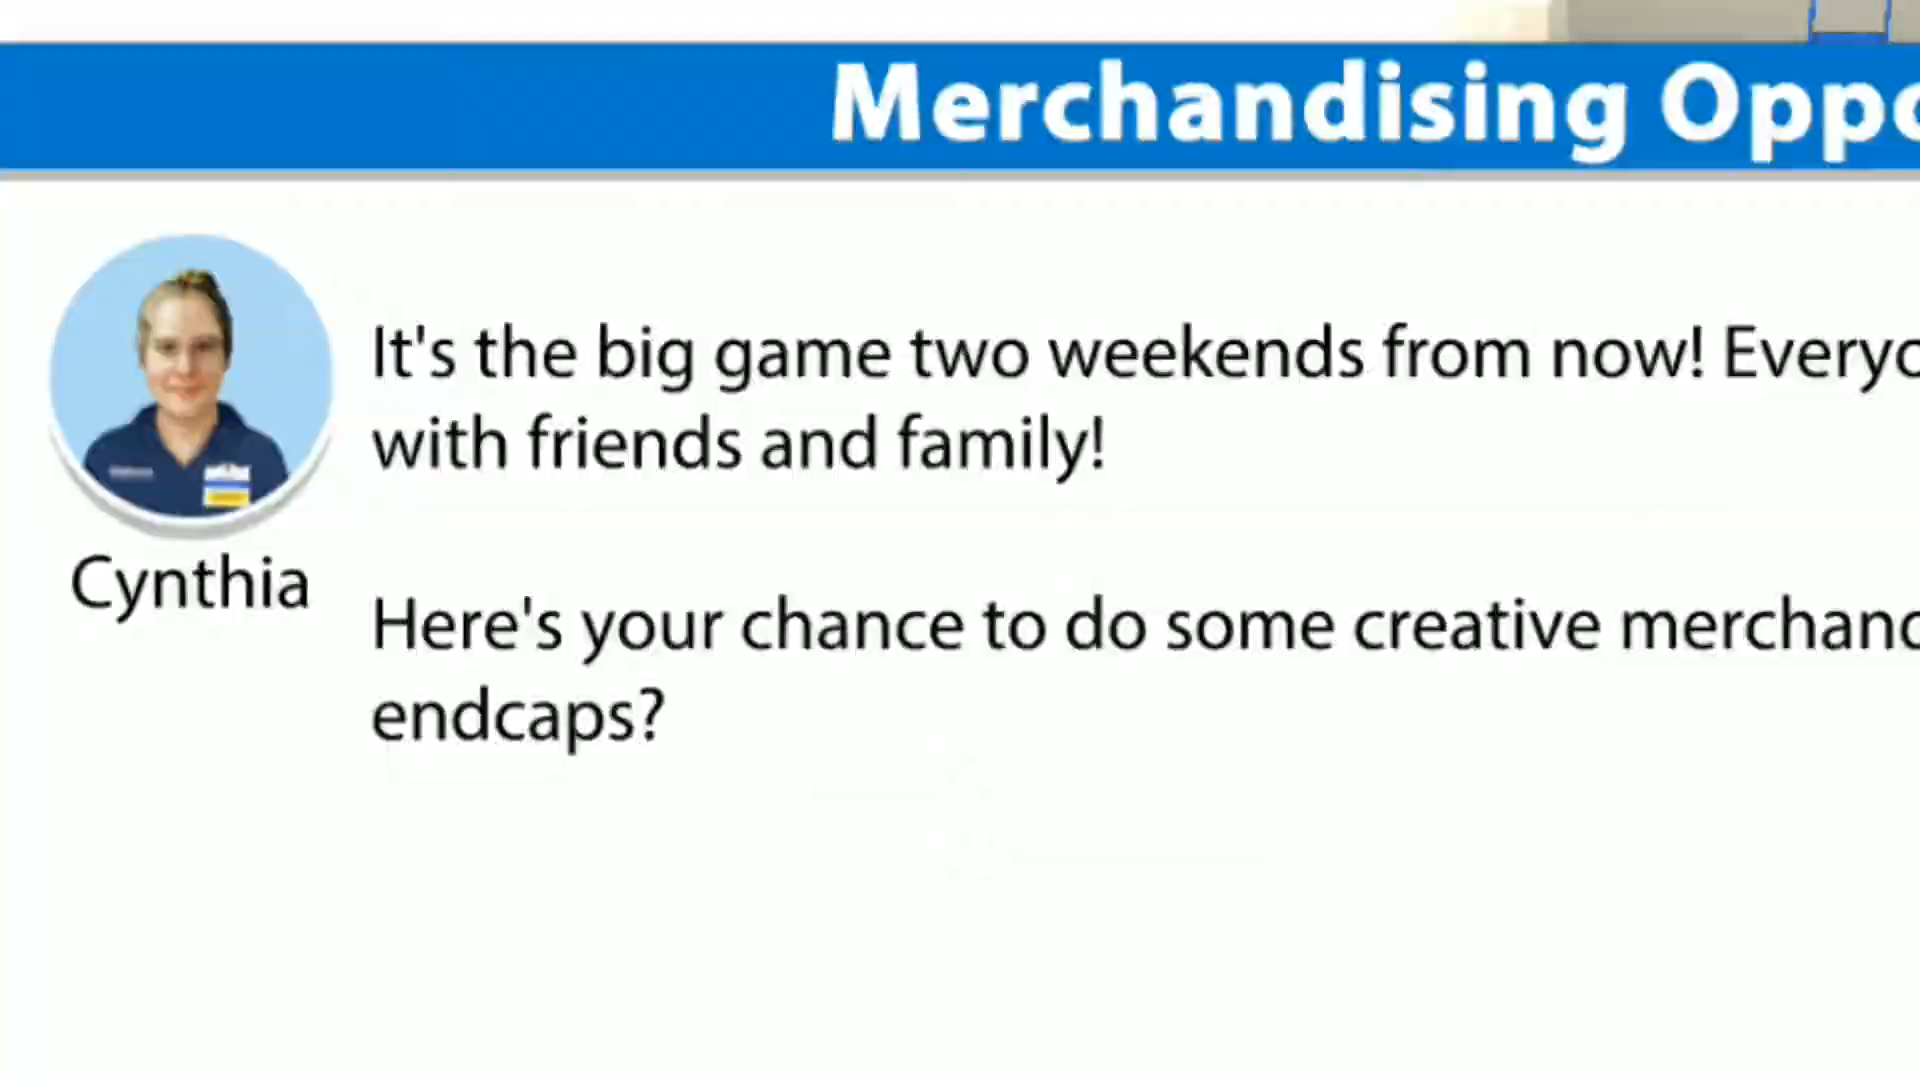 Merchandising Oppo
It's the big game two weekends from now! Everyo
with friends and family!
Cynthia
Here's your chance to do some creative merchand
endcaps?